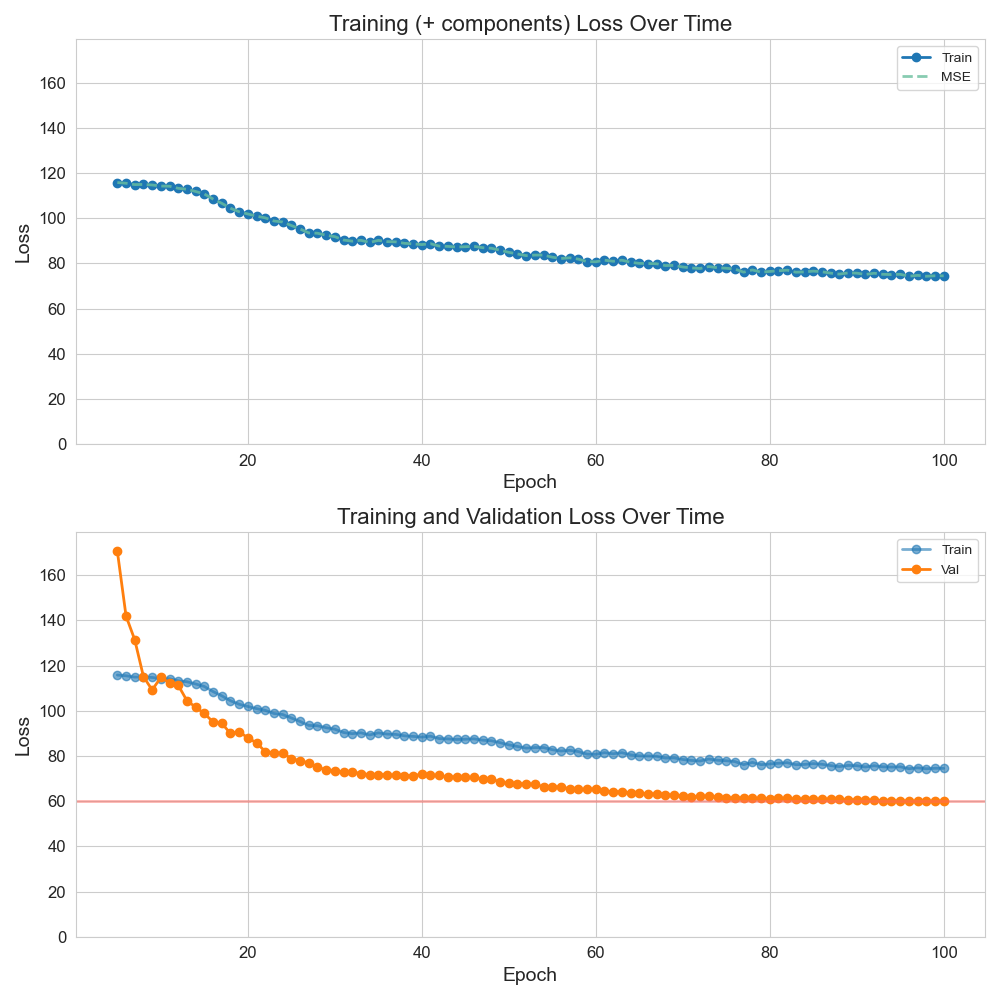 Training (+ components) Loss Over Time
Train
MSE
Loss
160
140
120
100
80
60
40
20
0
20 40 60 80 100
Epoch
Training and Validation Loss Over Time
Train
Val
Loss
160
140
120
100
80
60
40
20
0
20 40 60 80 100
Epoch